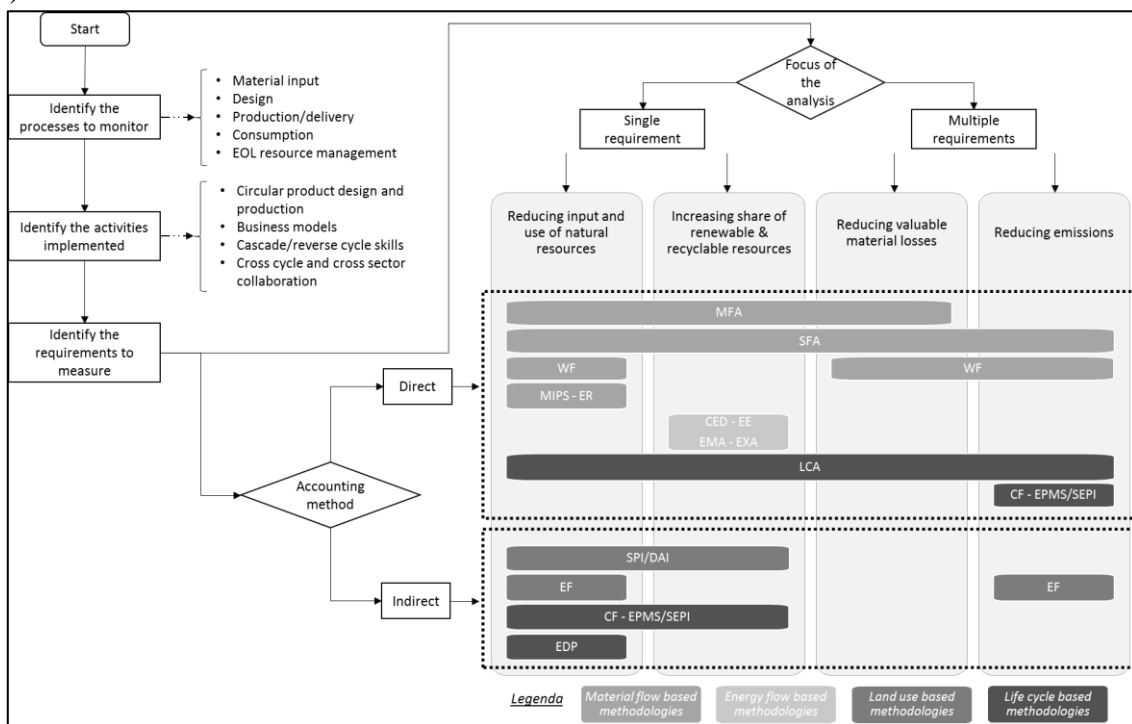 )
Start
Identify the
processes to monitor
• Material input
• Design
• Production/delivery
• Consumption
• EOL resource management
Identify the activities
implemented
• Circular product design and
production
• Business models
• Cascade/reverse cycle skills
• Cross cycle and cross sector
collaboration
Identify the
requirements to
measure
Accounting
method
Direct
Indirect
Focus of
the
analysis
Single
requirement
Multiple
requirements
Reducing input and
use of natural
resources
Increasing share of
renewable &
recyclable resources
Reducing valuable
material losses
Reducing emissions
MFA
SFA
WF
WF
MIPS - ER
CED - EE
EMA - EXA
LCA
CF - EPMS/SEPI
SPI/DAI
EF
EF
CF - EPMS/SEPI
EDP
Legenda
Material flow based
methodologies
Energy flow based
methodologies
Land use based
methodologies
Life cycle based
methodologies